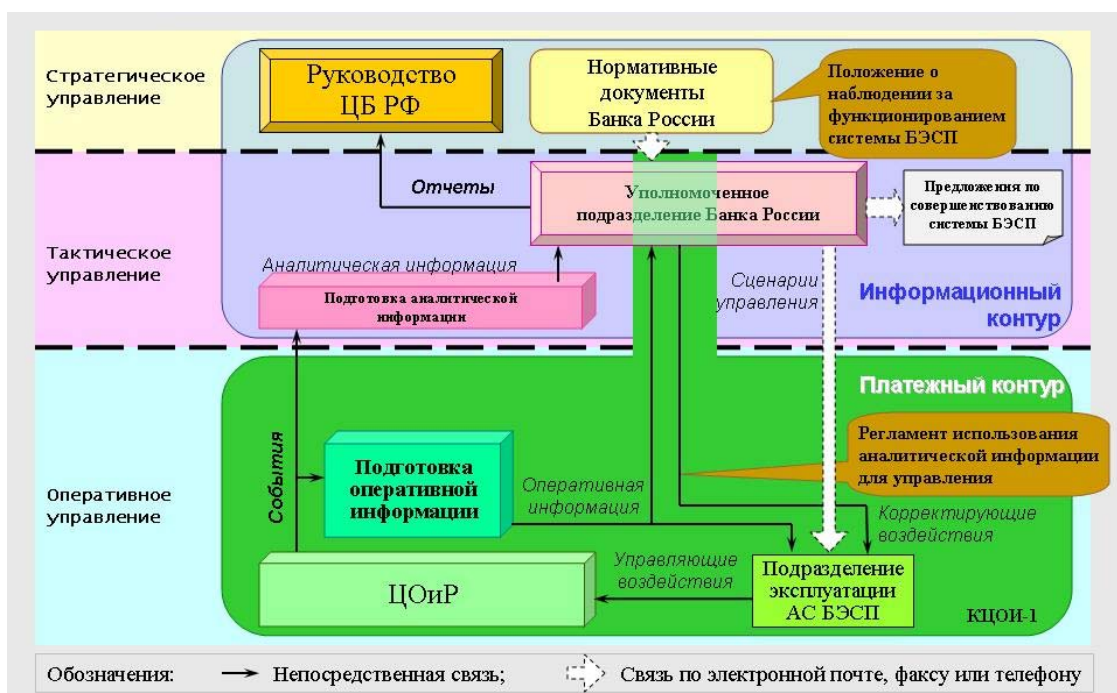 Стратегическое
управление
Руководство
ЦБ РФ
Нормативные
документы
Банка России
Положение о
наблюдении за
функционированием
системы БЭСП
Тактическое
управление
Отчеты
Уполномоченное
подразделение Банка России
Предложения по
совершенствованию
системы БЭСП
Аналитическая информация
Подготовка аналитической
информации
Сценарии
управления
Информационный
контур
Оперативное
управление
Платежный контур
События
Подготовка
оперативной
информации
Оперативная
информация
Регламент использования
аналитической информации
для управления
Корректирующие
воздействия
ЦОиР
Управляющие
воздействия
Подразделение
эксплуатации
АС БЭСП
КЦОИ-1
Обозначения:
Непосредственная связь;
Связь по электронной почте, факсу или телефону